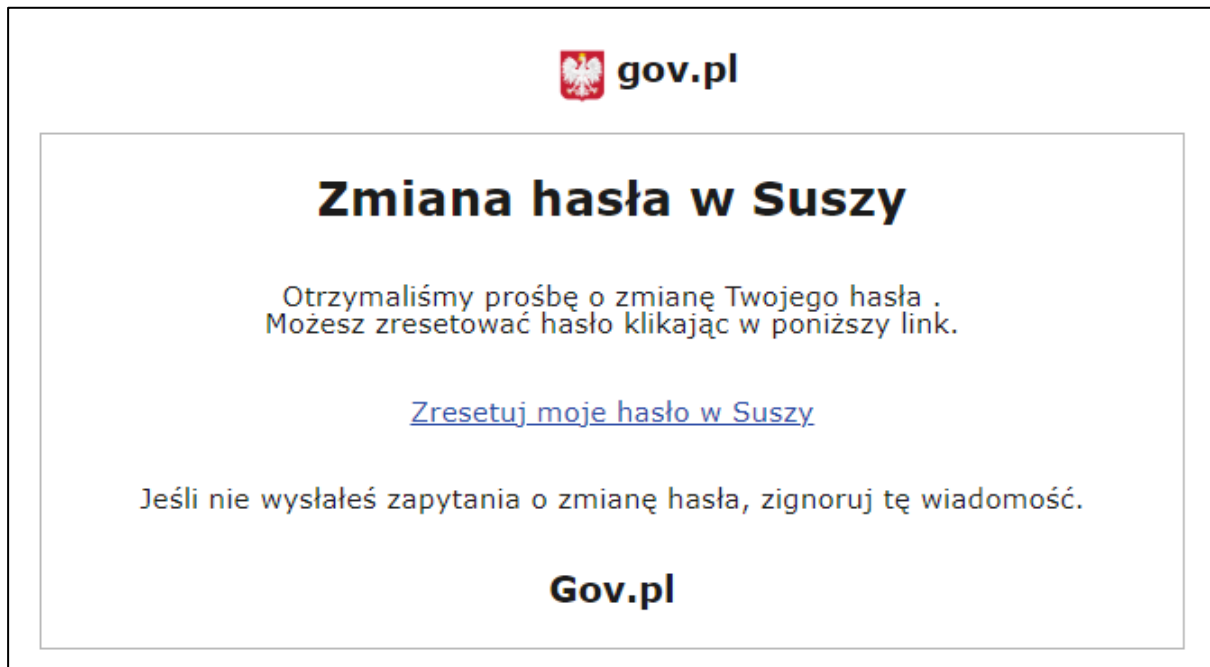 gov.pl
Zmiana hasła w Suszy
Otrzymaliśmy prośbę o zmianę Twojego hasła .
Możesz zresetować hasło klikając w poniższy link.
Zresetuj moje hasło w Suszy
Jeśli nie wysłałeś zapytania o zmianę hasła, zignoruj tę wiadomość.
Gov.pl